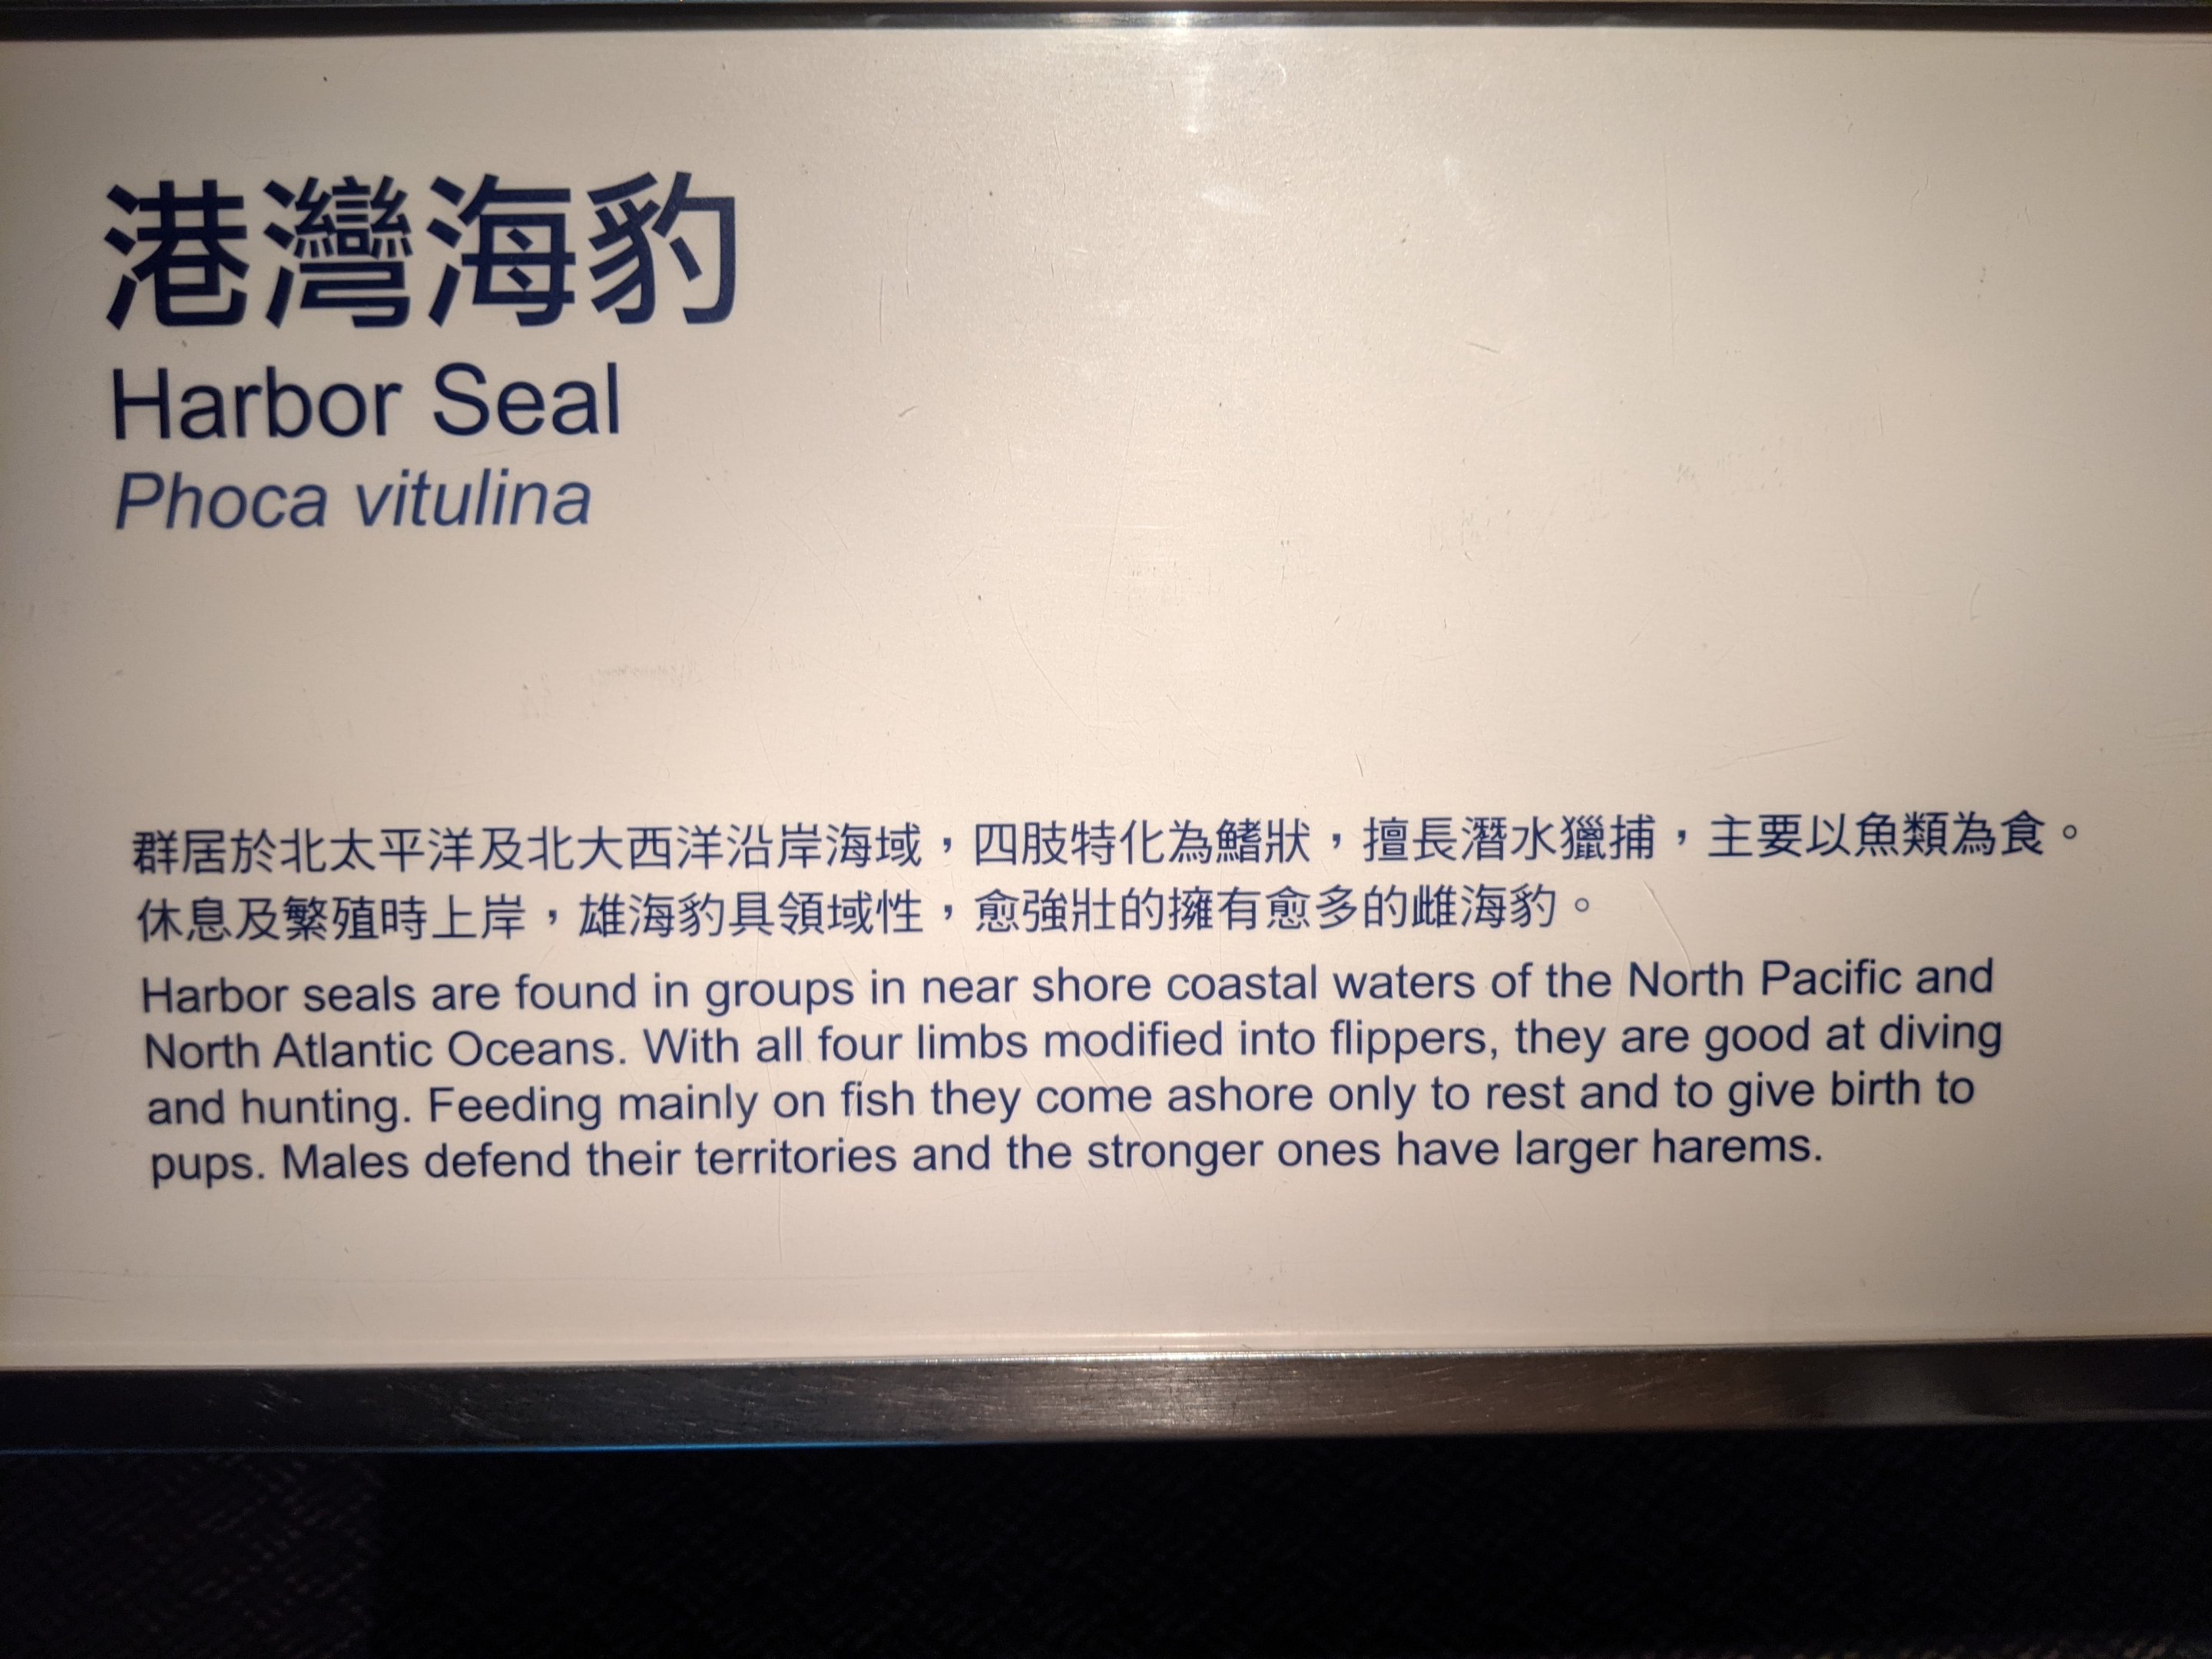 港灣海豹
Harbor Seal
Phoca vitulina
群居於北太平洋及北大西洋沿岸海域，四肢特化為鰭狀，擅長潛水獵捕，主要以魚類為食。
休息及繁殖時上岸，雄海豹具領域性，愈強壯的擁有愈多的雌海豹。
Harbor seals are found in groups in near shore coastal waters of the North Pacific and
North Atlantic Oceans. With all four limbs modified into flippers, they are good at diving
and hunting. Feeding mainly on fish they come ashore only to rest and to give birth to
pups. Males defend their territories and the stronger ones have larger harems.